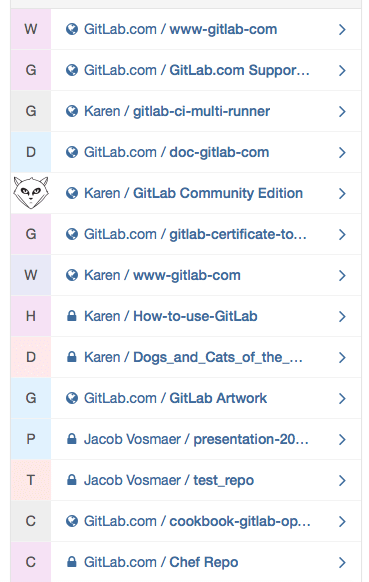 W GitLab.com / www-gitlab-com
G GitLab.com / GitLab.com Suppor...
G Karen / gitlab-ci-multi-runner
D GitLab.com / doc-gitlab-com
Karen / GitLab Community Edition
G GitLab.com / gitlab-certificate-to...
W Karen / www-gitlab-com
H Karen / How-to-use-GitLab
D Karen / Dogs_and_Cats_of_the_...
G GitLab.com / GitLab Artwork
P Jacob Vosmaer / presentation-20...
T Jacob Vosmaer / test_repo
C GitLab.com / cookbook-gitlab-op...
C GitLab.com / Chef Repo